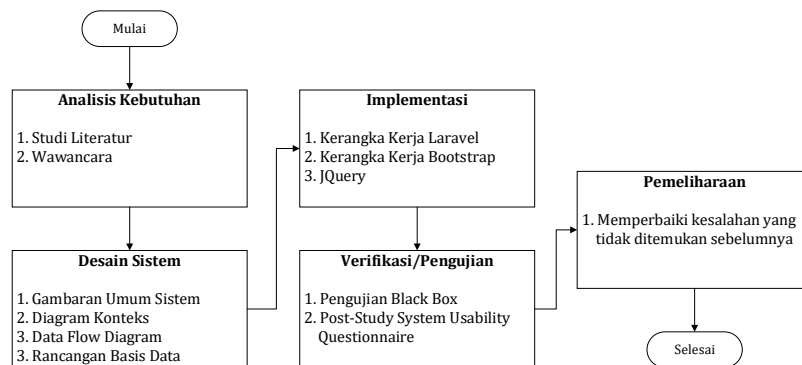 Mulai
Analisis Kebutuhan
1. Studi Literatur
2. Wawancara
Desain Sistem
1. Gambaran Umum Sistem
2. Diagram Konteks
3. Data Flow Diagram
3. Rancangan Basis Data
Implementasi
1. Kerangka Kerja Laravel
2. Kerangka Kerja Bootstrap
3. JQuery
Verifikasi/Pengujian
1. Pengujian Black Box
2. Post-Study System Usability
Questionnaire
Pemeliharaan
1. Memperbaiki kesalahan yang
tidak ditemukan sebelumnya
Selesai